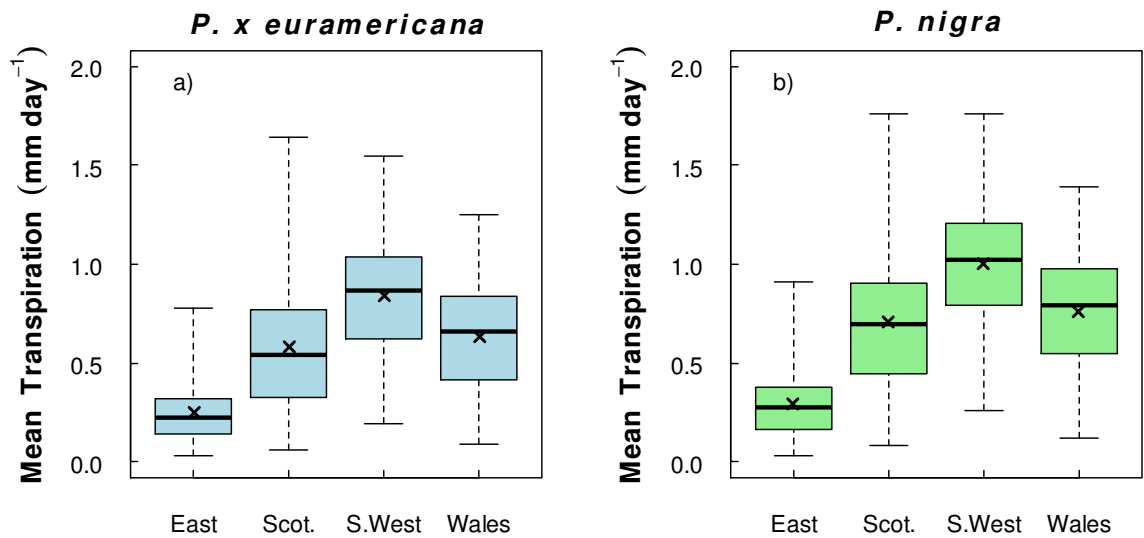 P. x euramericana
Mean Transpiration (mm day⁻¹)
2.0
1.5
1.0
0.5
0.0
a)
East Scot. S.West Wales
P. nigra
Mean Transpiration (mm day⁻¹)
2.0
1.5
1.0
0.5
0.0
b)
East Scot. S.West Wales